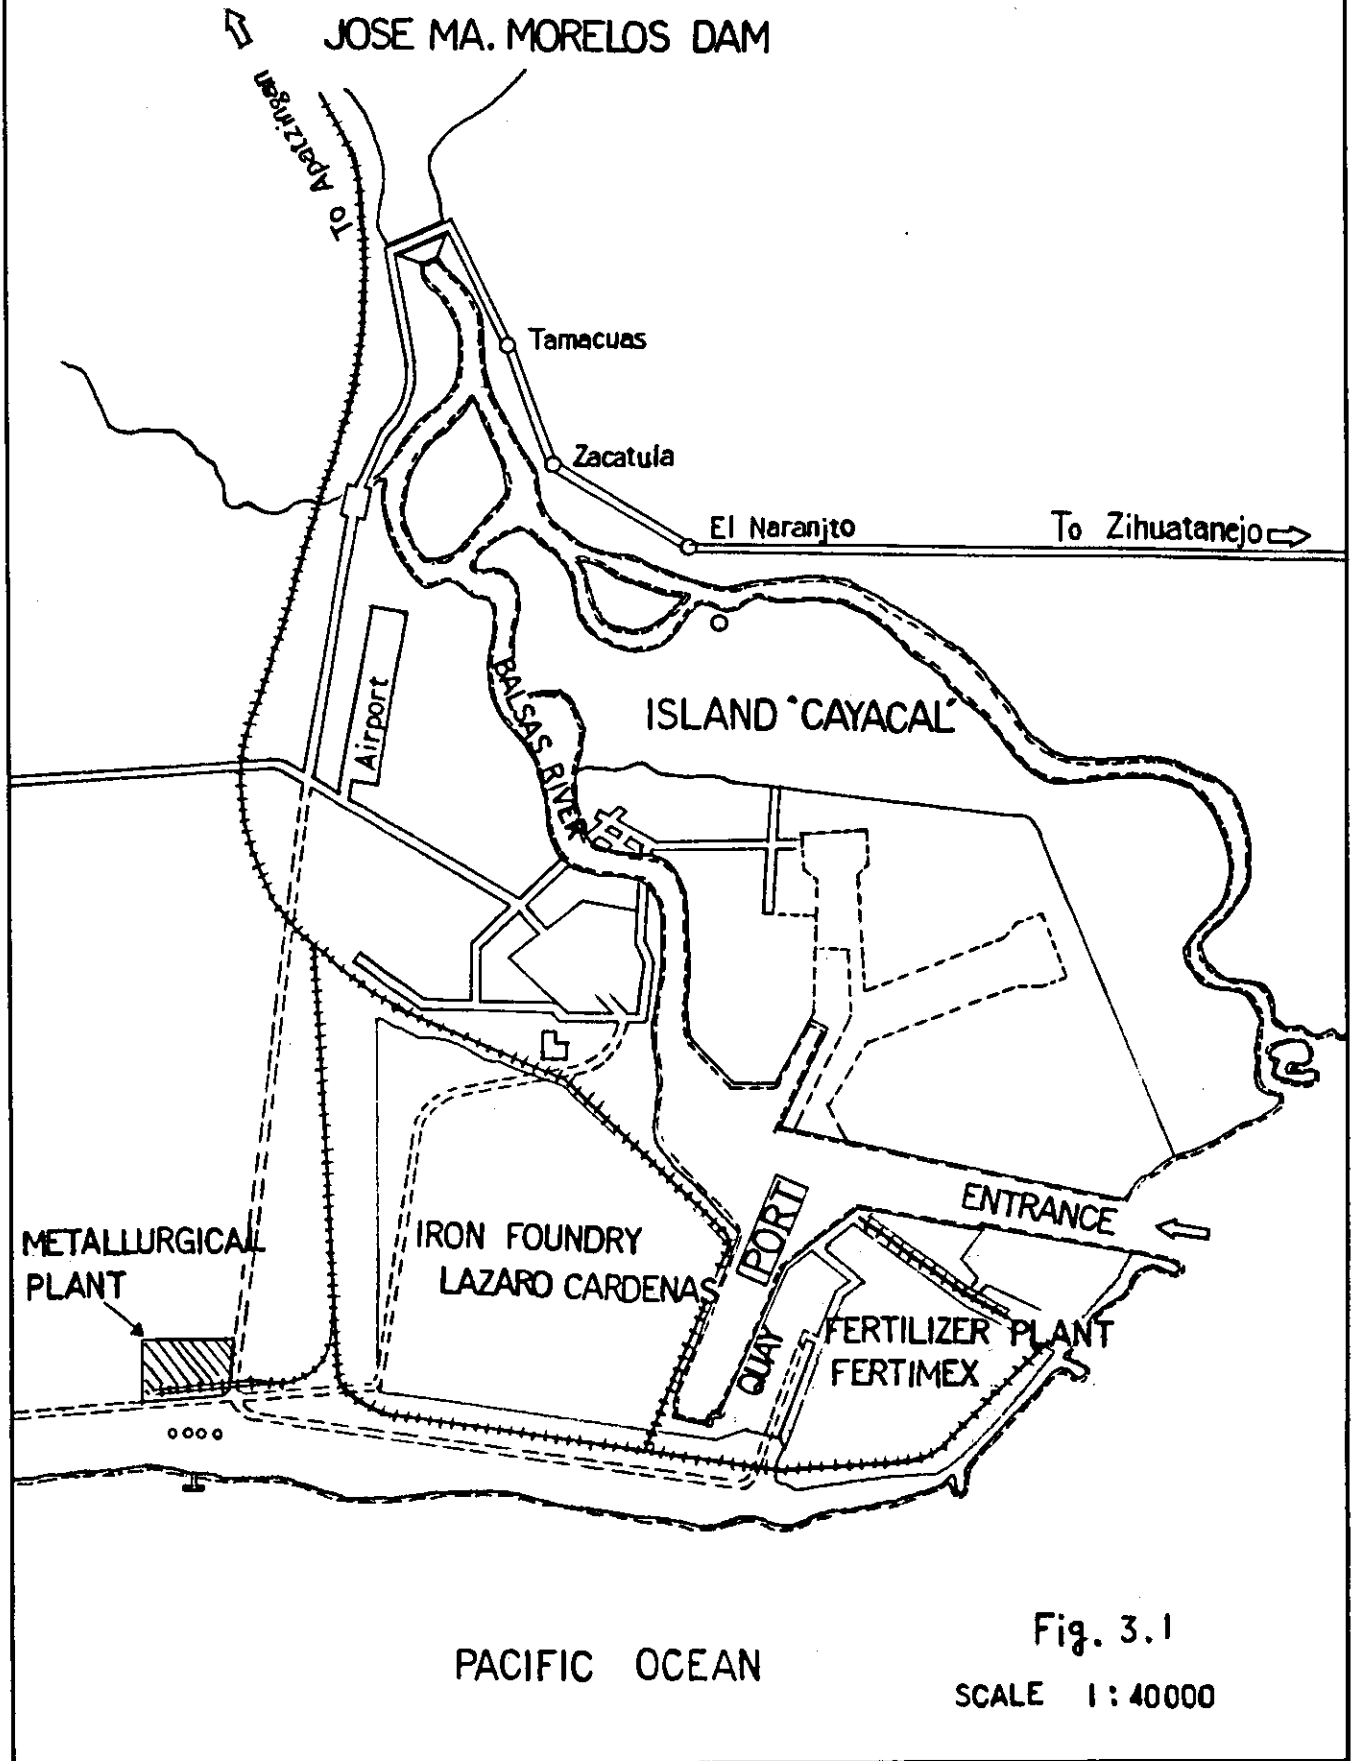 JOSE MA. MORELOS DAM
To Apatzingan
Tamacuas
Zacatula
El Naranjto
To Zihuatanejo
Airport
BALSAS RIVER
ISLAND "CAYACAL"
ENTRANCE
PORT
METALLURGICAL
PLANT
IRON FOUNDRY
LAZARO CARDENAS
QUAY
FERTILIZER PLANT
FERTIMEX
PACIFIC OCEAN
Fig. 3.1
SCALE 1:40000